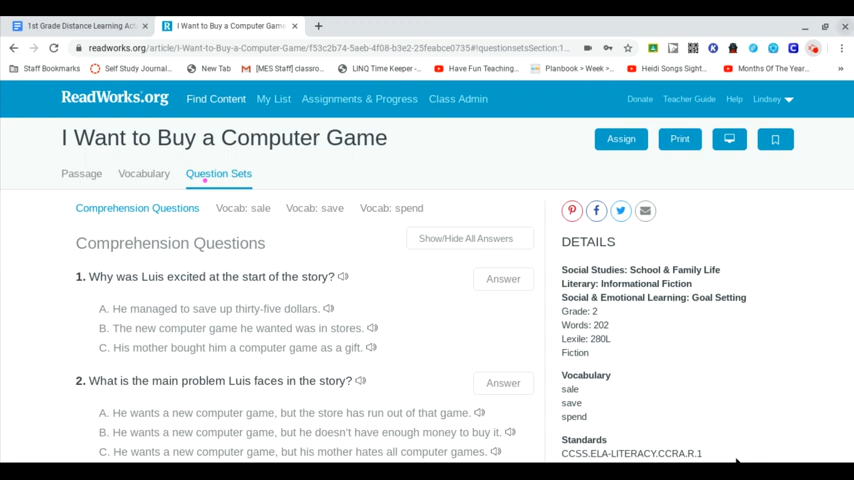 1st Grade Distance Learning Act
I Want to Buy a Computer Game
readworks.org/article/I-Want-to-Buy-a-Computer-Game/f53c2b74-5aeb-4f08-b3e2-25feabce0735#!questionsetsSection:1...
Staff Bookmarks Self Study Journal... New Tab [MES Staff] classro... LINQ Time Keeper -... Have Fun Teaching... Planbook > Week >... Heidi Songs Sight... Months Of The Year...
ReadWorks.org Find Content My List Assignments & Progress Class Admin Donate Teacher Guide Help Lindsey
I Want to Buy a Computer Game
Assign Print
Passage Vocabulary Question Sets
Comprehension Questions Vocab: sale Vocab: save Vocab: spend
Comprehension Questions
Show/Hide All Answers
1. Why was Luis excited at the start of the story?
Answer
A. He managed to save up thirty-five dollars.
B. The new computer game he wanted was in stores.
C. His mother bought him a computer game as a gift.
2. What is the main problem Luis faces in the story?
Answer
A. He wants a new computer game, but the store has run out of that game.
B. He wants a new computer game, but he doesn't have enough money to buy it.
C. He wants a new computer game, but his mother hates all computer games.
DETAILS
Social Studies: School & Family Life
Literary: Informational Fiction
Social & Emotional Learning: Goal Setting
Grade: 2
Words: 202
Lexile: 280L
Fiction
Vocabulary
sale
save
spend
Standards
CCSS.ELA-LITERACY.CCRA.R.1